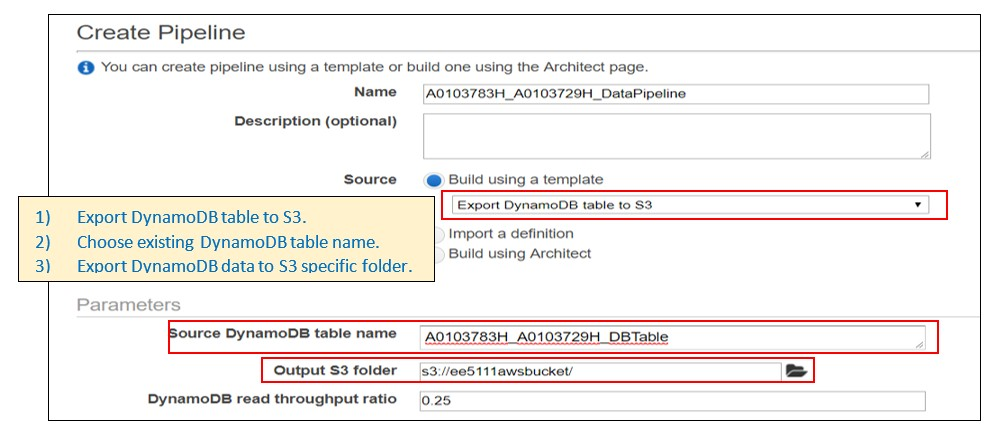 Create Pipeline
You can create pipeline using a template or build one using the Architect page.
Name A0103783H_A0103729H_DataPipeline
Description (optional)
Source Build using a template
Export DynamoDB table to S3
1) Export DynamoDB table to S3.
2) Choose existing DynamoDB table name.
3) Export DynamoDB data to S3 specific folder.
Import a definition
Build using Architect
Parameters
Source DynamoDB table name A0103783H_A0103729H_DBTable
Output S3 folder s3://ee5111awsbucket/
DynamoDB read throughput ratio 0.25